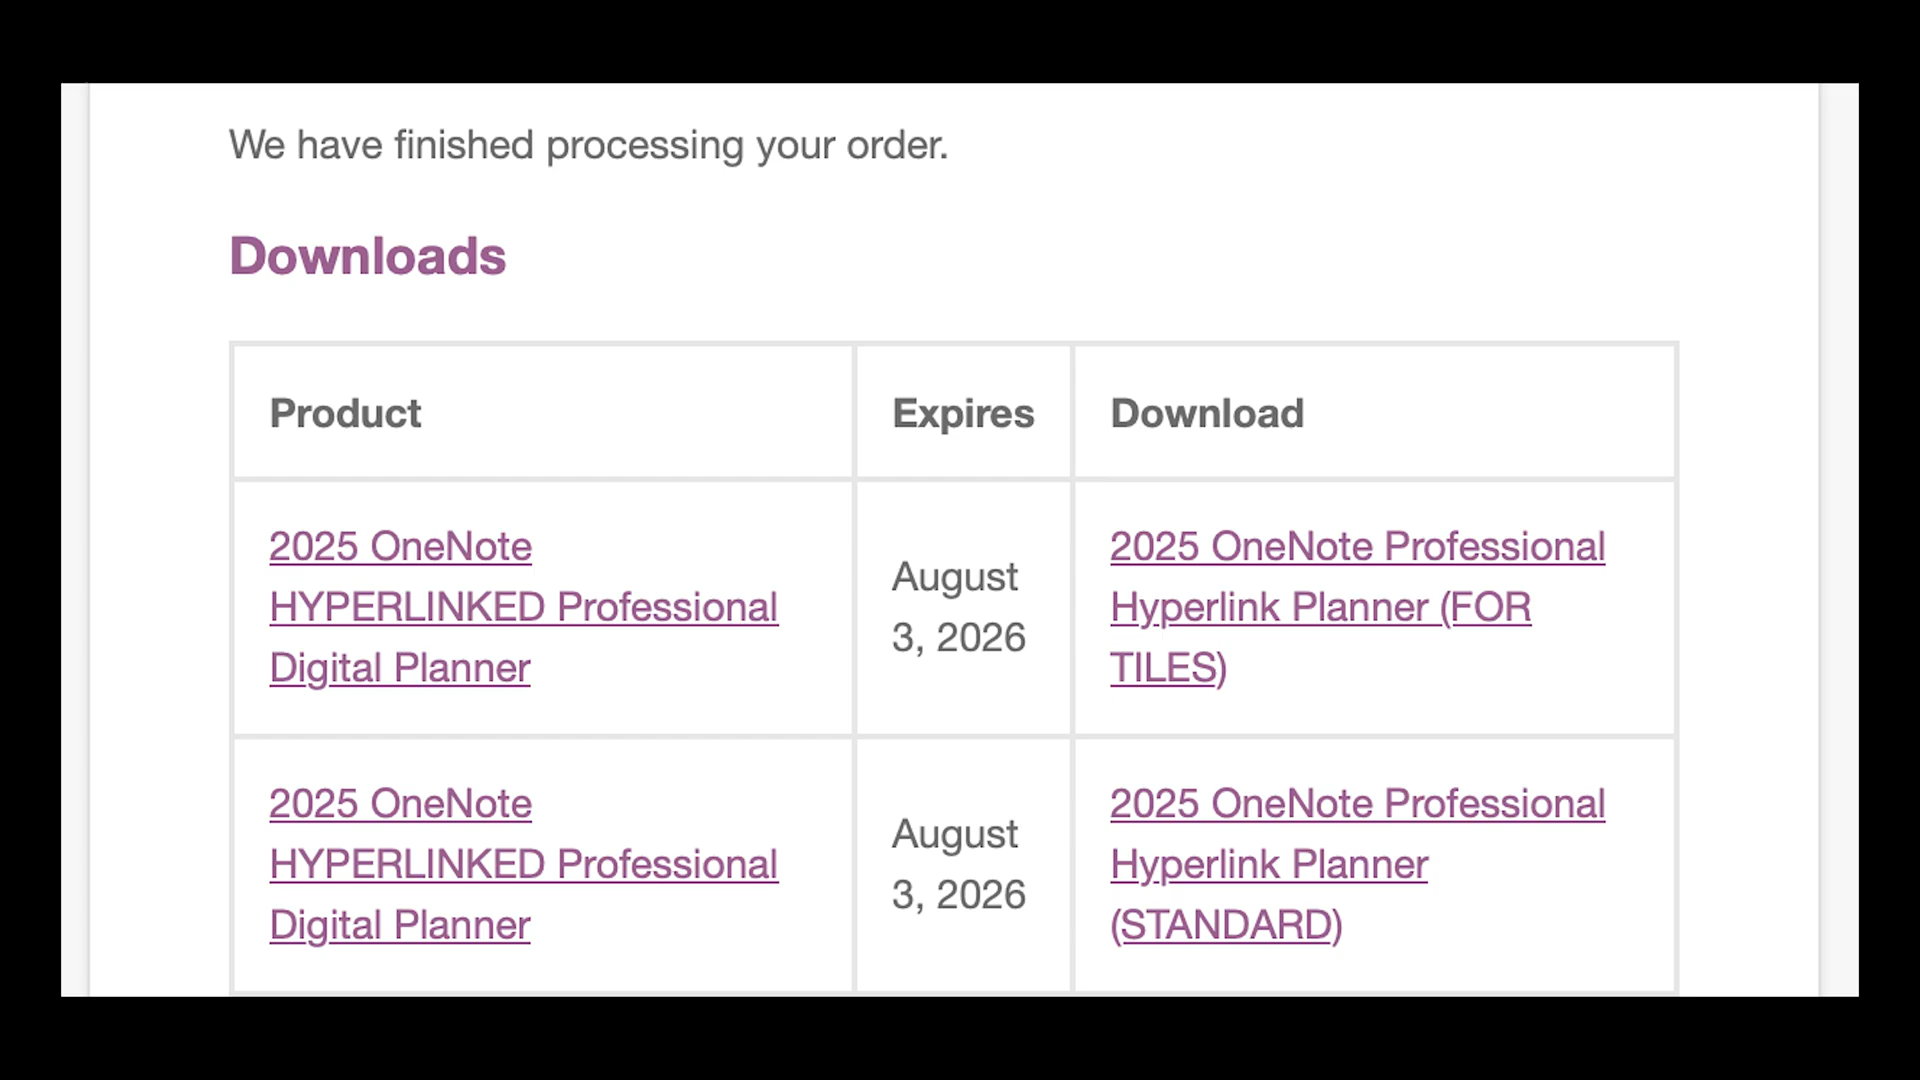 We have finished processing your order.
Downloads
Product
Expires
Download
2025 OneNote
HYPERLINKED Professional
Digital Planner
August
3, 2026
2025 OneNote Professional
Hyperlink Planner (FOR
TILES)
2025 OneNote
HYPERLINKED Professional
Digital Planner
August
3, 2026
2025 OneNote Professional
Hyperlink Planner
(STANDARD)